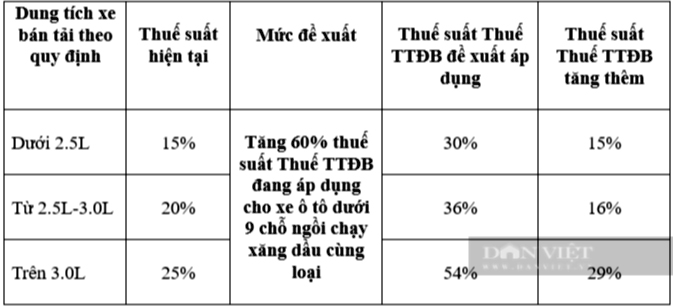 Dung tích xe
bán tải theo
quy định
Thuế suất
hiện tại
Mức đề xuất
Thuế suất Thuế
TTĐB đề xuất áp
dụng
Thuế suất
Thuế TTĐB
tăng thêm
Dưới 2.5L
15%
Tăng 60% thuế
suất Thuế TTĐB
đang áp dụng
cho xe ô tô dưới
9 chỗ ngồi chạy
xăng dầu cùng
loại
30%
15%
Từ 2.5L-3.0L
20%
36%
16%
Trên 3.0L
25%
54%
29%
DÂN VIỆT